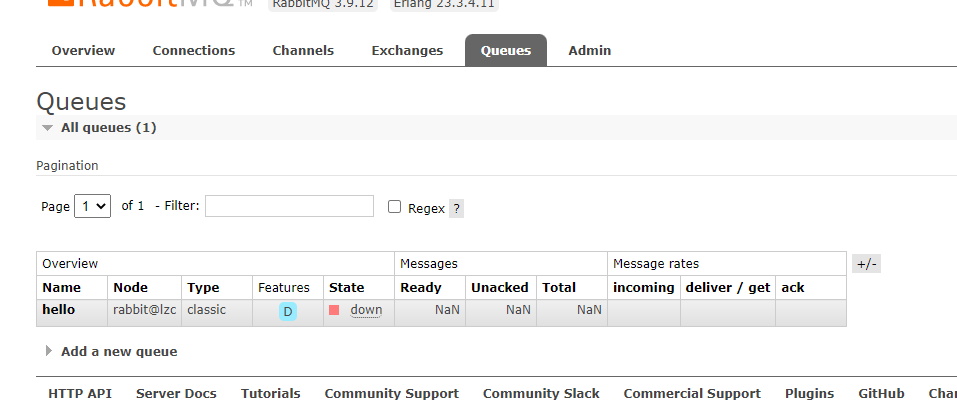 RabbitMQ TM RabbitMQ 3.9.12 Erlang 23.3.4.11
Overview Connections Channels Exchanges Queues Admin
Queues
All queues (1)
Pagination
Page 1 of 1 - Filter: Regex ?
Overview Messages Message rates +/-
Name Node Type Features State Ready Unacked Total incoming deliver / get ack
hello rabbit@lzc classic D down NaN NaN NaN
Add a new queue
HTTP API Server Docs Tutorials Community Support Community Slack Commercial Support Plugins GitHub